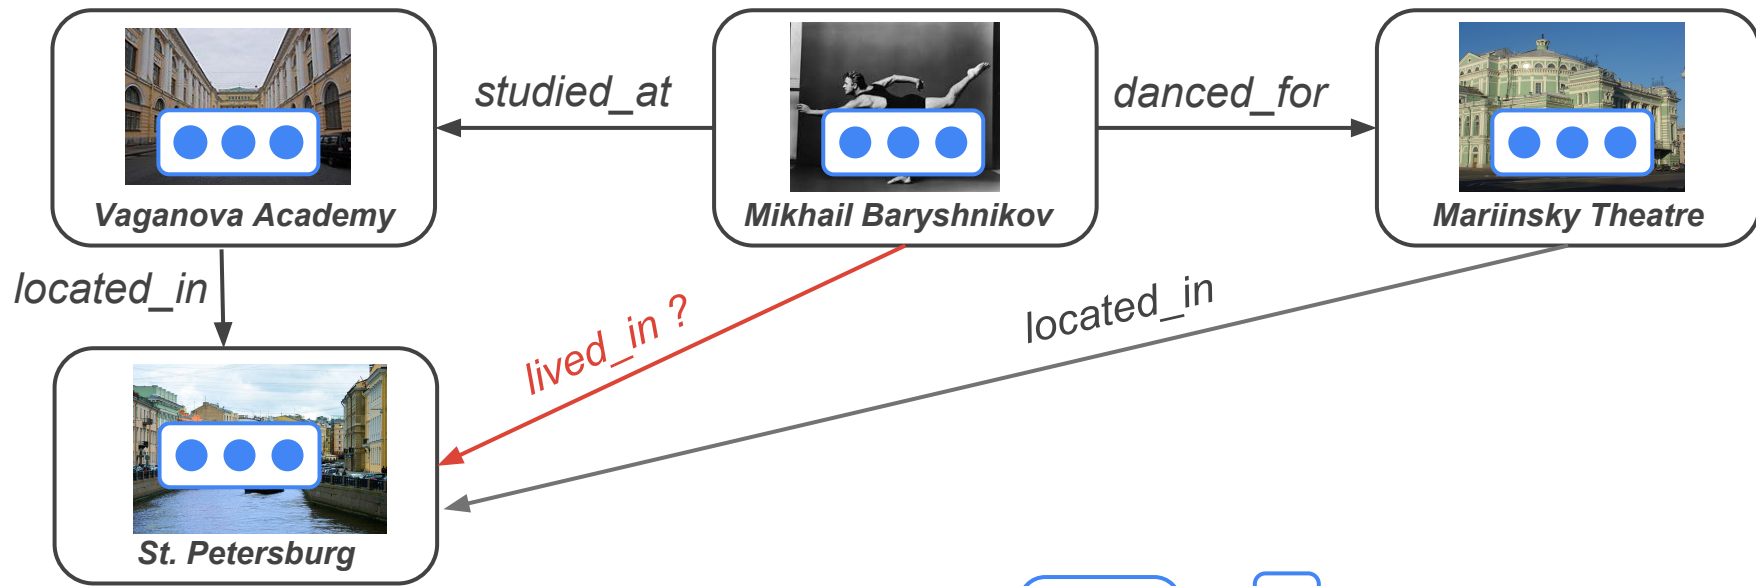 studied_at
danced_for
Vaganova Academy
Mikhail Baryshnikov
Mariinsky Theatre
located_in
lived_in ?
located_in
St. Petersburg